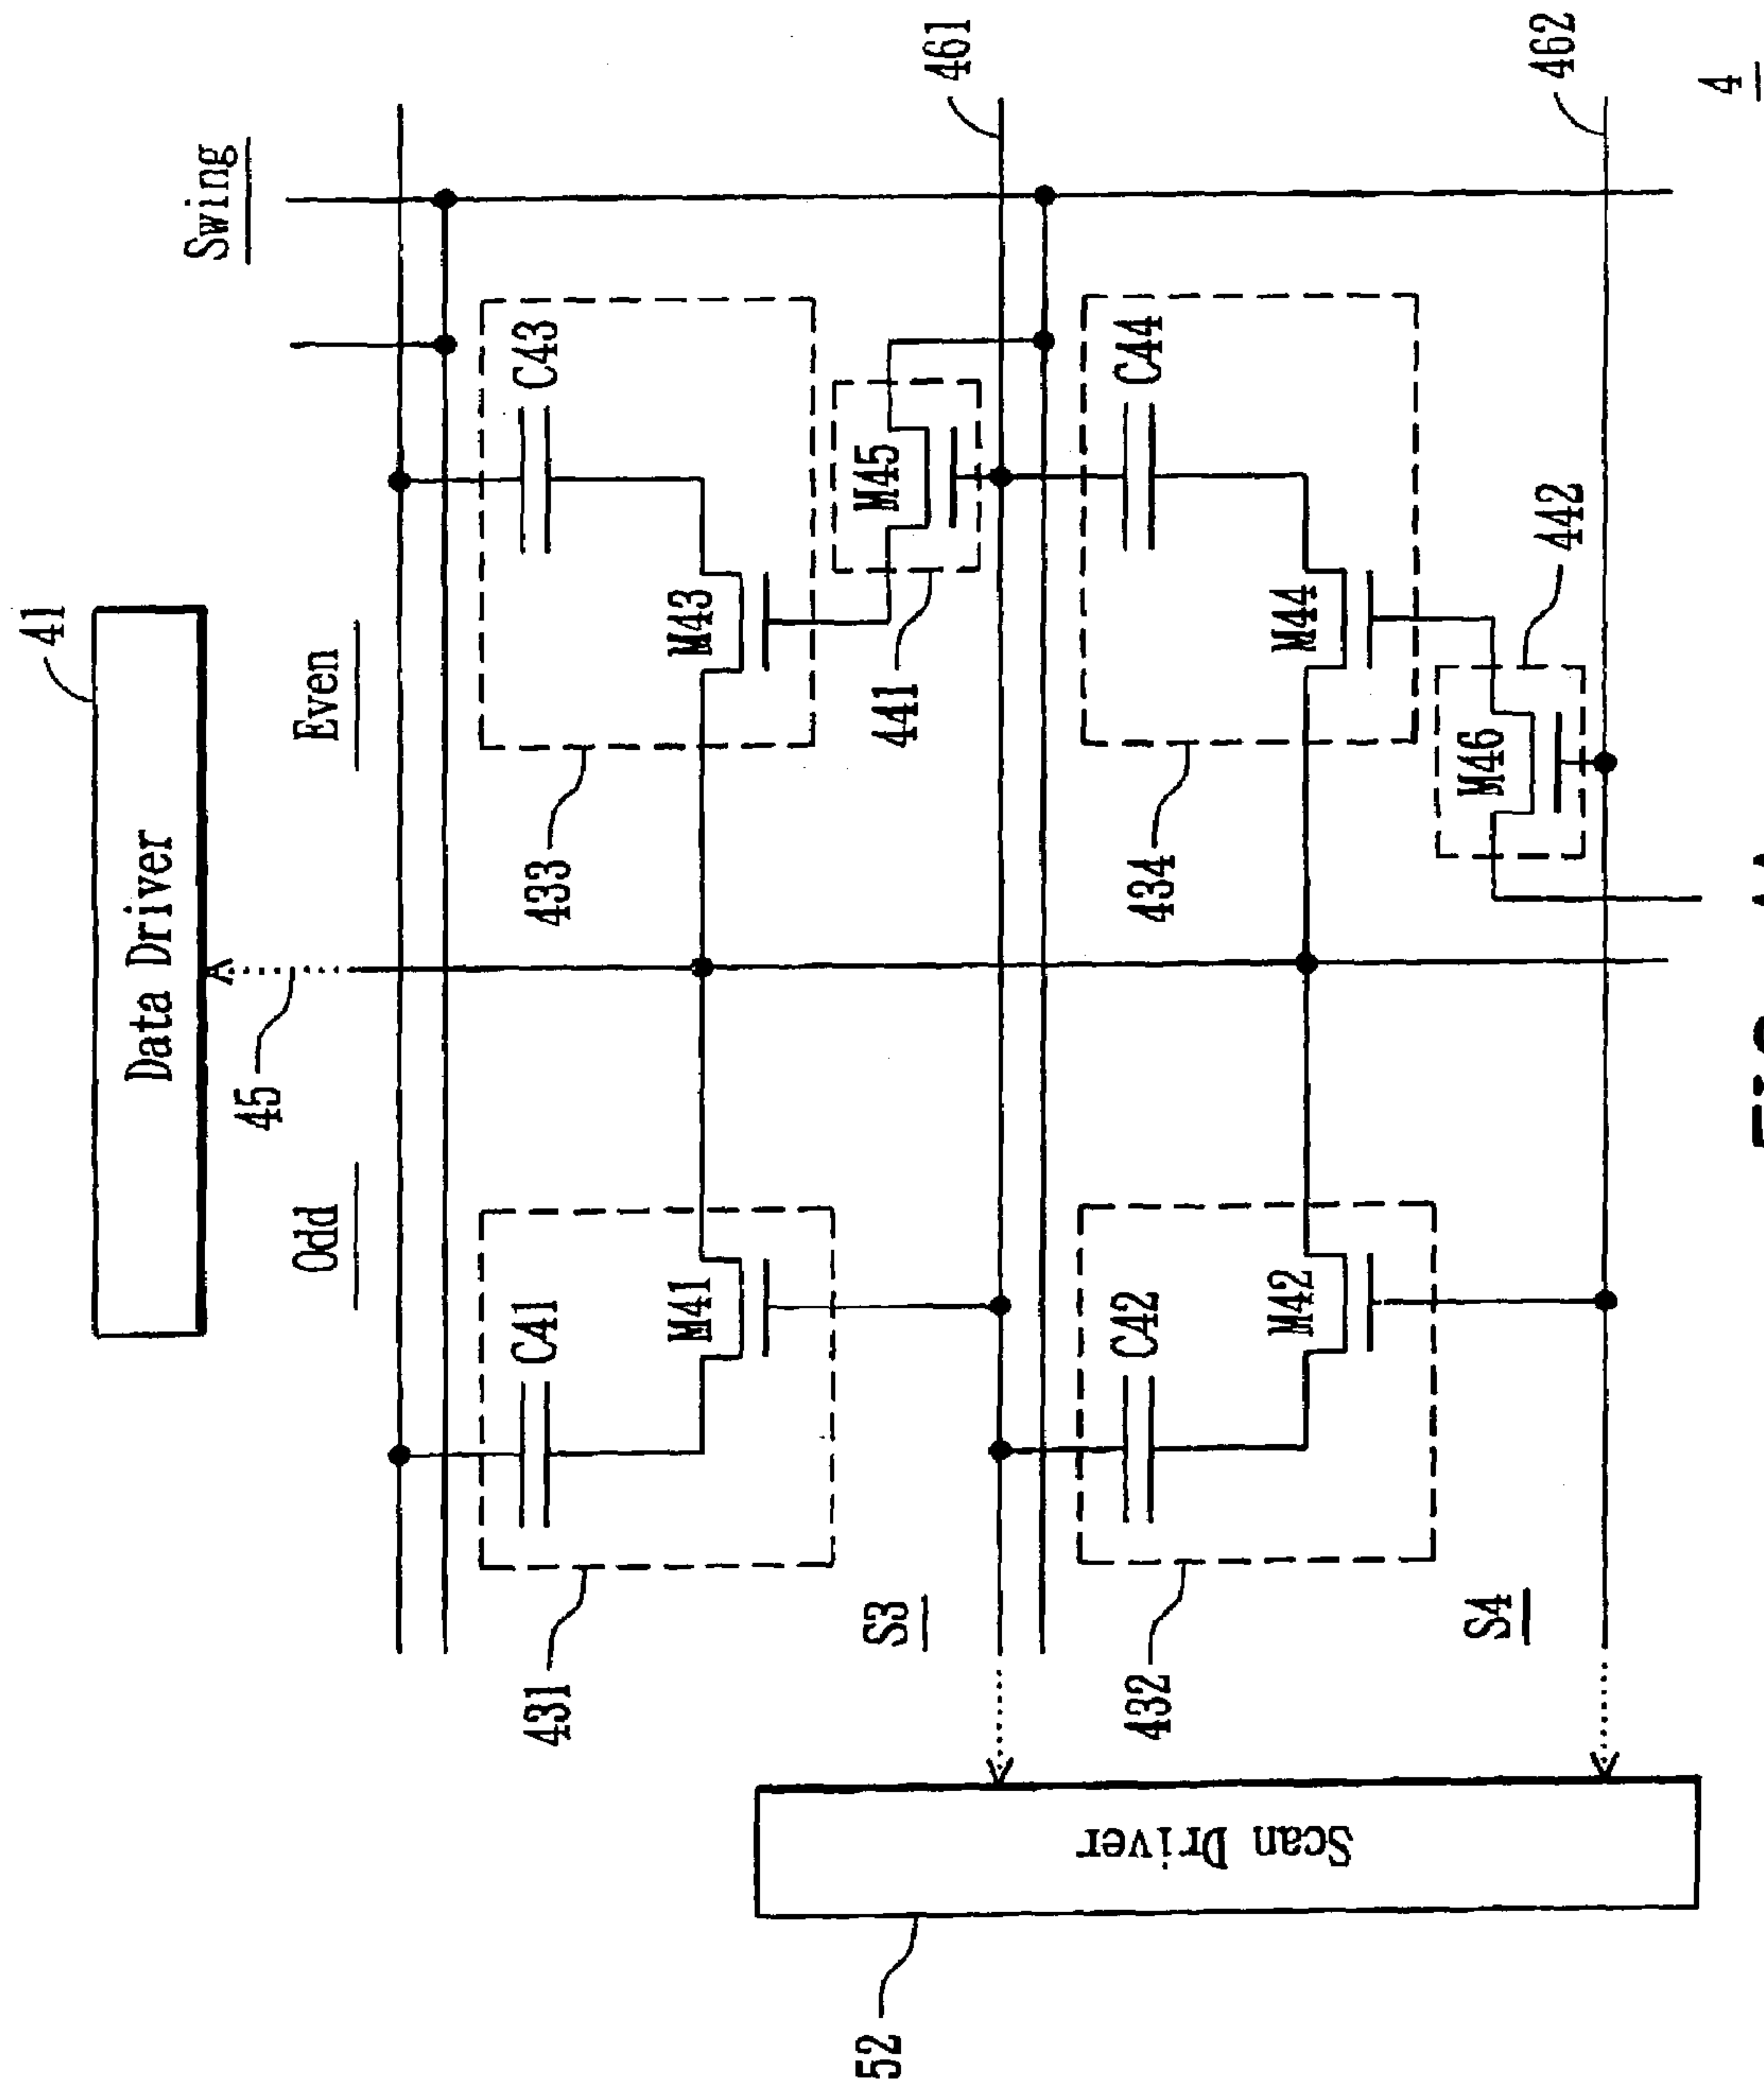 41
Data Driver
Swing
45
Odd
Even
C41
C43
M41
M43
431
433
M45
441
S3
461
C42
C44
M42
M44
432
434
442
M46
S4
462
Scan Driver
52
4